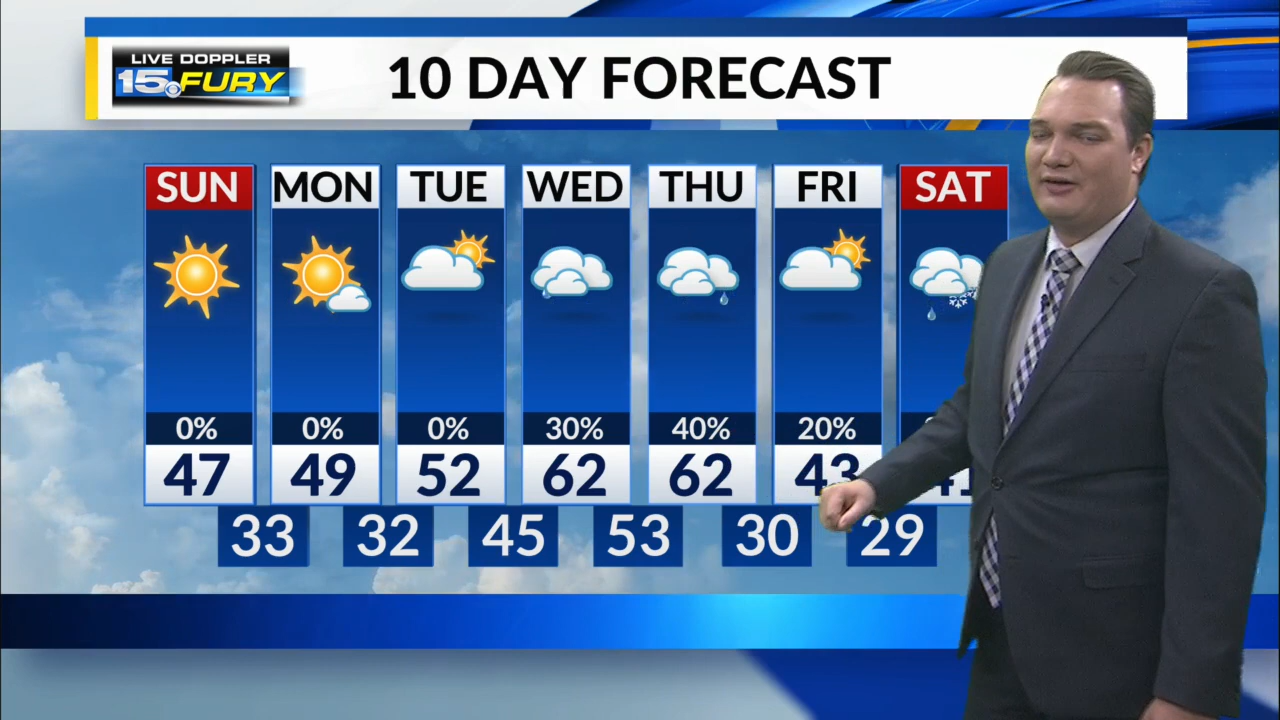 LIVE DOPPLER
15 FURY
10 DAY FORECAST
SUN MON TUE WED THU FRI SAT
0% 0% 0% 30% 40% 20%
47 49 52 62 62 43 41
33 32 45 53 30 29